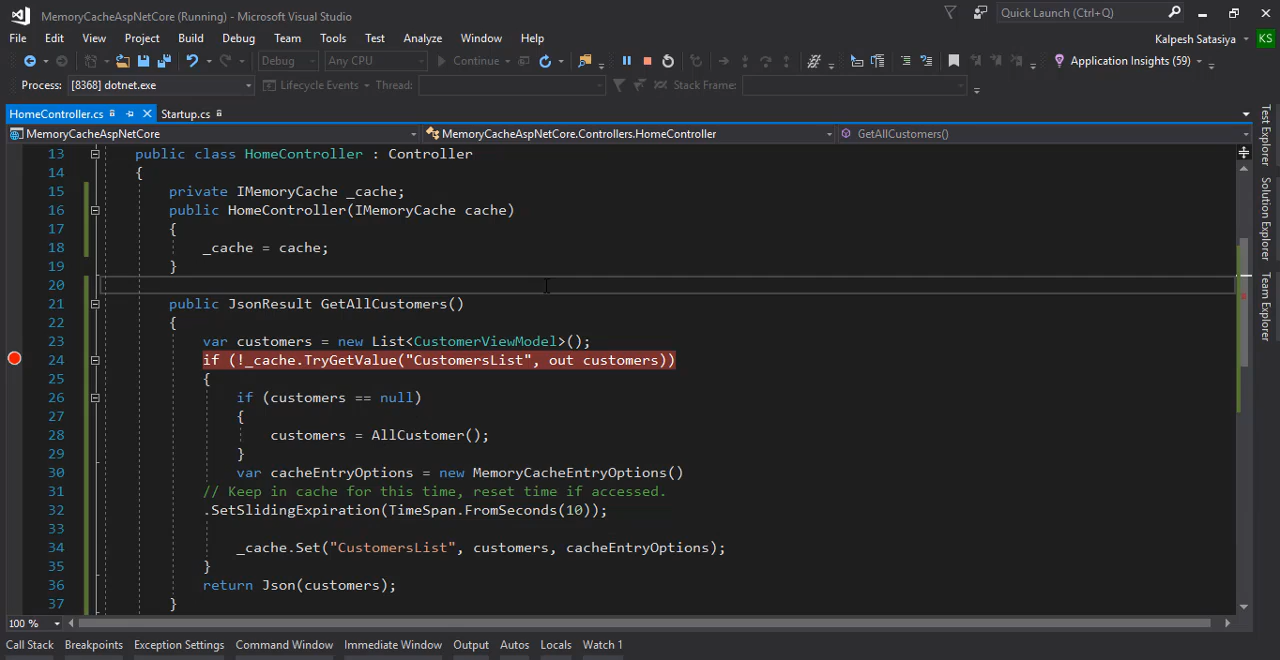 MemoryCacheAspNetCore (Running) - Microsoft Visual Studio
Quick Launch (Ctrl+Q)
File Edit View Project Build Debug Team Tools Test Analyze Window Help
Kalpesh Satasiya KS
Debug Any CPU Continue Application Insights (59)
Process: [8368] dotnet.exe Lifecycle Events Thread: Stack Frame:
HomeController.cs Startup.cs
MemoryCacheAspNetCore MemoryCacheAspNetCore.Controllers.HomeController GetAllCustomers()
13 public class HomeController : Controller
14 {
15 private IMemoryCache _cache;
16 public HomeController(IMemoryCache cache)
17 {
18 _cache = cache;
19 }
20
21 public JsonResult GetAllCustomers()
22 {
23 var customers = new List<CustomerViewModel>();
24 if (!_cache.TryGetValue("CustomersList", out customers))
25 {
26 if (customers == null)
27 {
28 customers = AllCustomer();
29 }
30 var cacheEntryOptions = new MemoryCacheEntryOptions()
31 // Keep in cache for this time, reset time if accessed.
32 .SetSlidingExpiration(TimeSpan.FromSeconds(10));
33
34 _cache.Set("CustomersList", customers, cacheEntryOptions);
35 }
36 return Json(customers);
37 }
Test Explorer
Solution Explorer
Team Explorer
100 %
Call Stack Breakpoints Exception Settings Command Window Immediate Window Output Autos Locals Watch 1